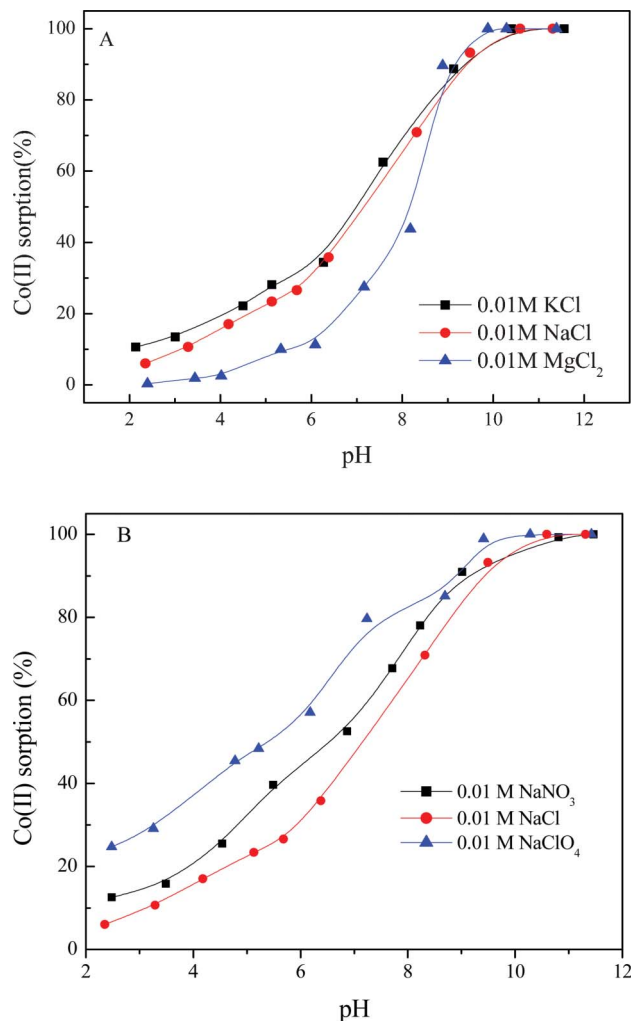 A
Co(II) sorption(%)
100
80
60
40
20
0
0.01M KCl
0.01M NaCl
0.01M MgCl₂
0 2 4 6 8 10 12
pH
B
Co(II) sorption (%)
100
80
60
40
20
0
0.01 M NaNO₃
0.01 M NaCl
0.01 M NaClO₄
2 4 6 8 10 12
pH